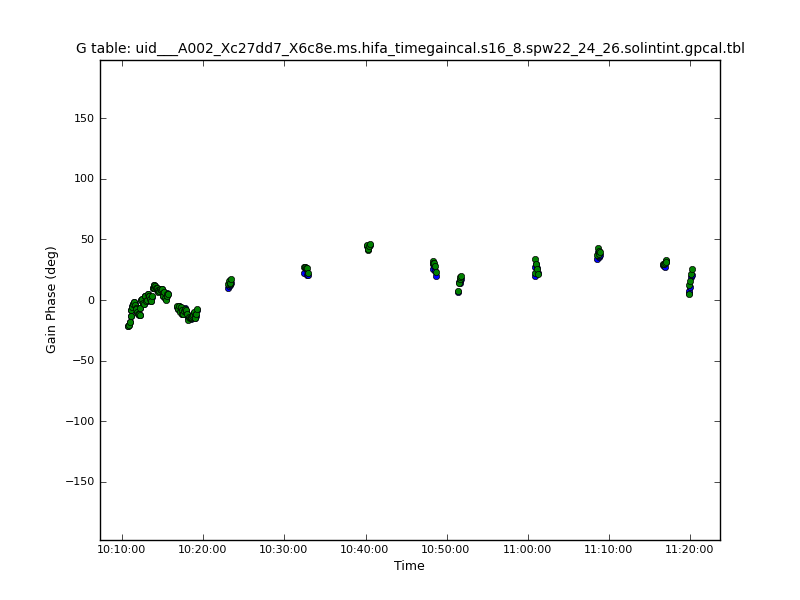 G table: uid___A002_Xc27dd7_X6c8e.ms.hifa_timegaincal.s16_8.spw22_24_26.solintint.gpcal.tbl
150
100
50
0
−50
−100
−150
Gain Phase (deg)
10:10:00 10:20:00 10:30:00 10:40:00 10:50:00 11:00:00 11:10:00 11:20:00
Time